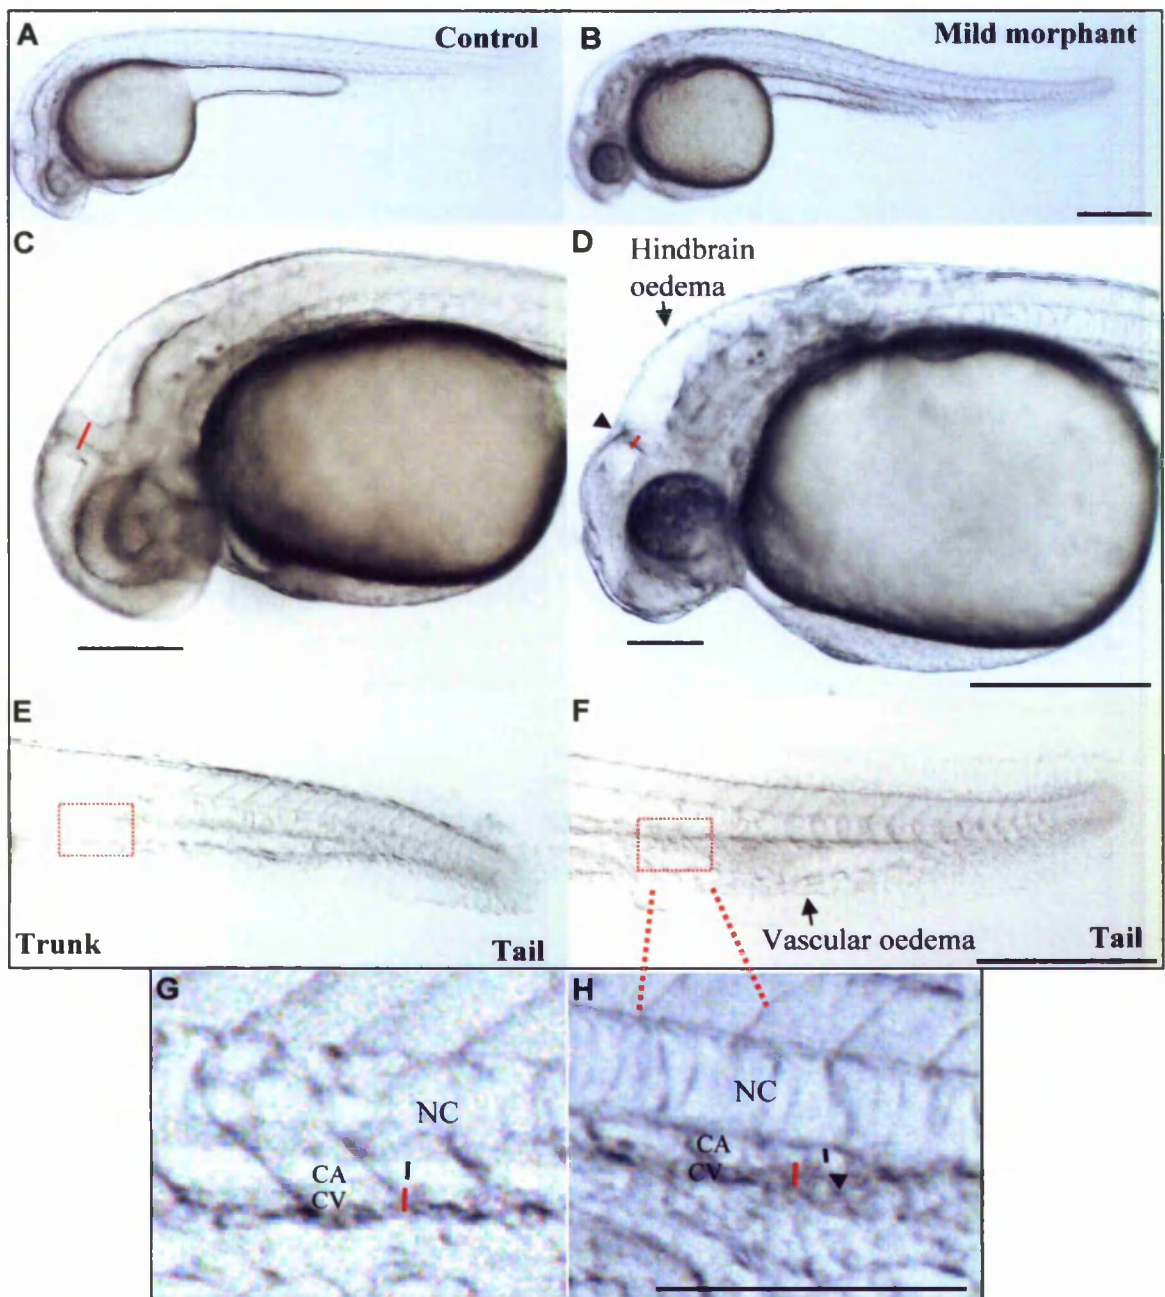 A
Control
B
Mild morphant
C
D
Hindbrain
oedema
E
Trunk
Tail
F
Vascular oedema
Tail
G
NC
CA
CV
H
NC
CA
CV